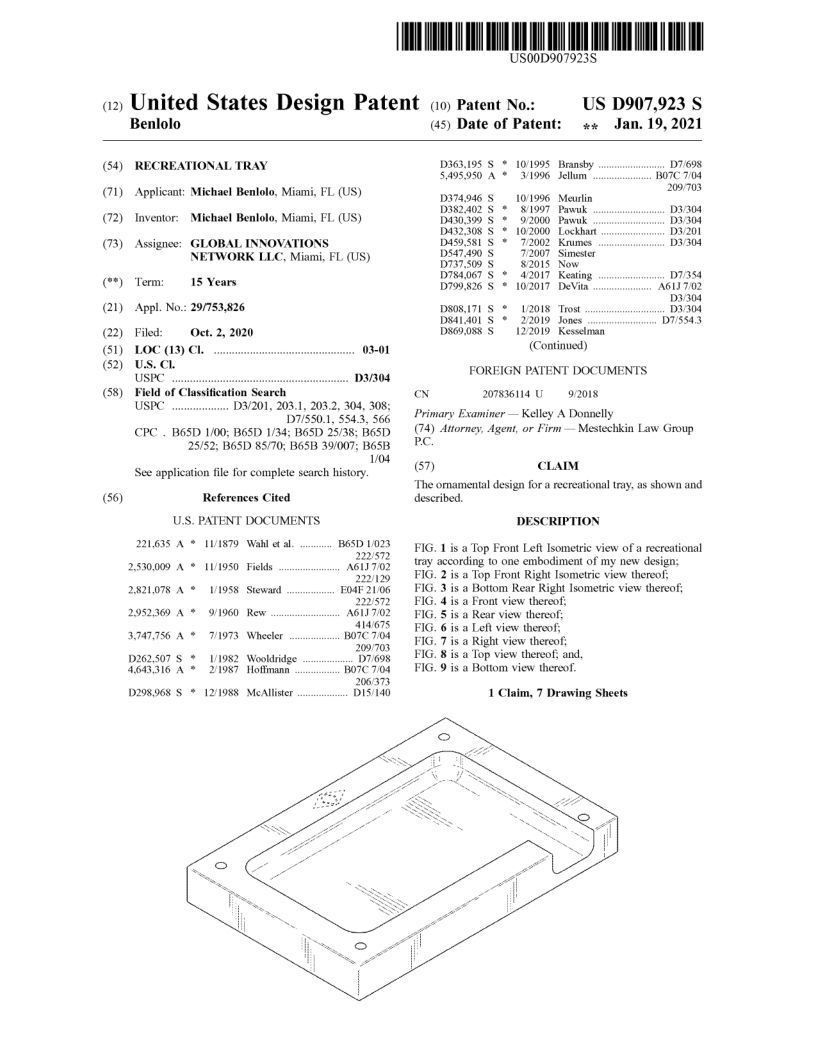 US00D907923S
(12) United States Design Patent
Benlolo
(10) Patent No.: US D907,923 S
(45) Date of Patent: ** Jan. 19, 2021
(54) RECREATIONAL TRAY
(71) Applicant: Michael Benlolo, Miami, FL (US)
(72) Inventor: Michael Benlolo, Miami, FL (US)
(73) Assignee: GLOBAL INNOVATIONS
NETWORK LLC, Miami, FL (US)
(**) Term: 15 Years
(21) Appl. No.: 29/753,826
(22) Filed: Oct. 2, 2020
(51) LOC (13) Cl. ............................................... 03-01
(52) U.S. Cl.
USPC ........................................................... D3/304
(58) Field of Classification Search
USPC ................... D3/201, 203.1, 203.2, 304, 308;
D7/550.1, 554.3, 566
CPC . B65D 1/00; B65D 1/34; B65D 25/38; B65D
25/52; B65D 85/70; B65B 39/007; B65B
1/04
See application file for complete search history.
(56) References Cited
U.S. PATENT DOCUMENTS
221,635 A * 11/1879 Wahl et al. ........... B65D 1/023
222/572
2,530,009 A * 11/1950 Fields ...................... A61J 7/02
222/129
2,821,078 A * 1/1958 Steward ................. E04F 21/06
222/572
2,952,369 A * 9/1960 Rew ......................... A61J 7/02
414/675
3,747,756 A * 7/1973 Wheeler .................. B07C 7/04
209/703
D262,507 S * 1/1982 Wooldridge .................. D7/698
4,643,316 A * 2/1987 Hoffmann ................ B07C 7/04
206/373
D298,968 S * 12/1988 McAllister .................. D15/140
D363,195 S * 10/1995 Bransby ........................ D7/698
5,495,950 A * 3/1996 Jellum ..................... B07C 7/04
209/703
D374,946 S 10/1996 Meurlin
D382,402 S * 8/1997 Pawuk .......................... D3/304
D430,399 S * 9/2000 Pawuk .......................... D3/304
D432,308 S * 10/2000 Lockhart ....................... D3/201
D459,581 S * 7/2002 Krumes ........................ D3/304
D547,490 S 7/2007 Simester
D737,509 S 8/2015 Now
D784,067 S * 4/2017 Keating ........................ D7/354
D799,826 S * 10/2017 DeVita ..................... A61J 7/02
D3/304
D808,171 S * 1/2018 Trost ............................. D3/304
D841,401 S * 2/2019 Jones ......................... D7/554.3
D869,088 S 12/2019 Kesselman
(Continued)
FOREIGN PATENT DOCUMENTS
CN 207836114 U 9/2018
Primary Examiner — Kelley A Donnelly
(74) Attorney, Agent, or Firm — Mestechkin Law Group
P.C.
(57) CLAIM
The ornamental design for a recreational tray, as shown and
described.
DESCRIPTION
FIG. 1 is a Top Front Left Isometric view of a recreational
tray according to one embodiment of my new design;
FIG. 2 is a Top Front Right Isometric view thereof;
FIG. 3 is a Bottom Rear Right Isometric view thereof;
FIG. 4 is a Front view thereof;
FIG. 5 is a Rear view thereof;
FIG. 6 is a Left view thereof;
FIG. 7 is a Right view thereof;
FIG. 8 is a Top view thereof; and,
FIG. 9 is a Bottom view thereof.
1 Claim, 7 Drawing Sheets